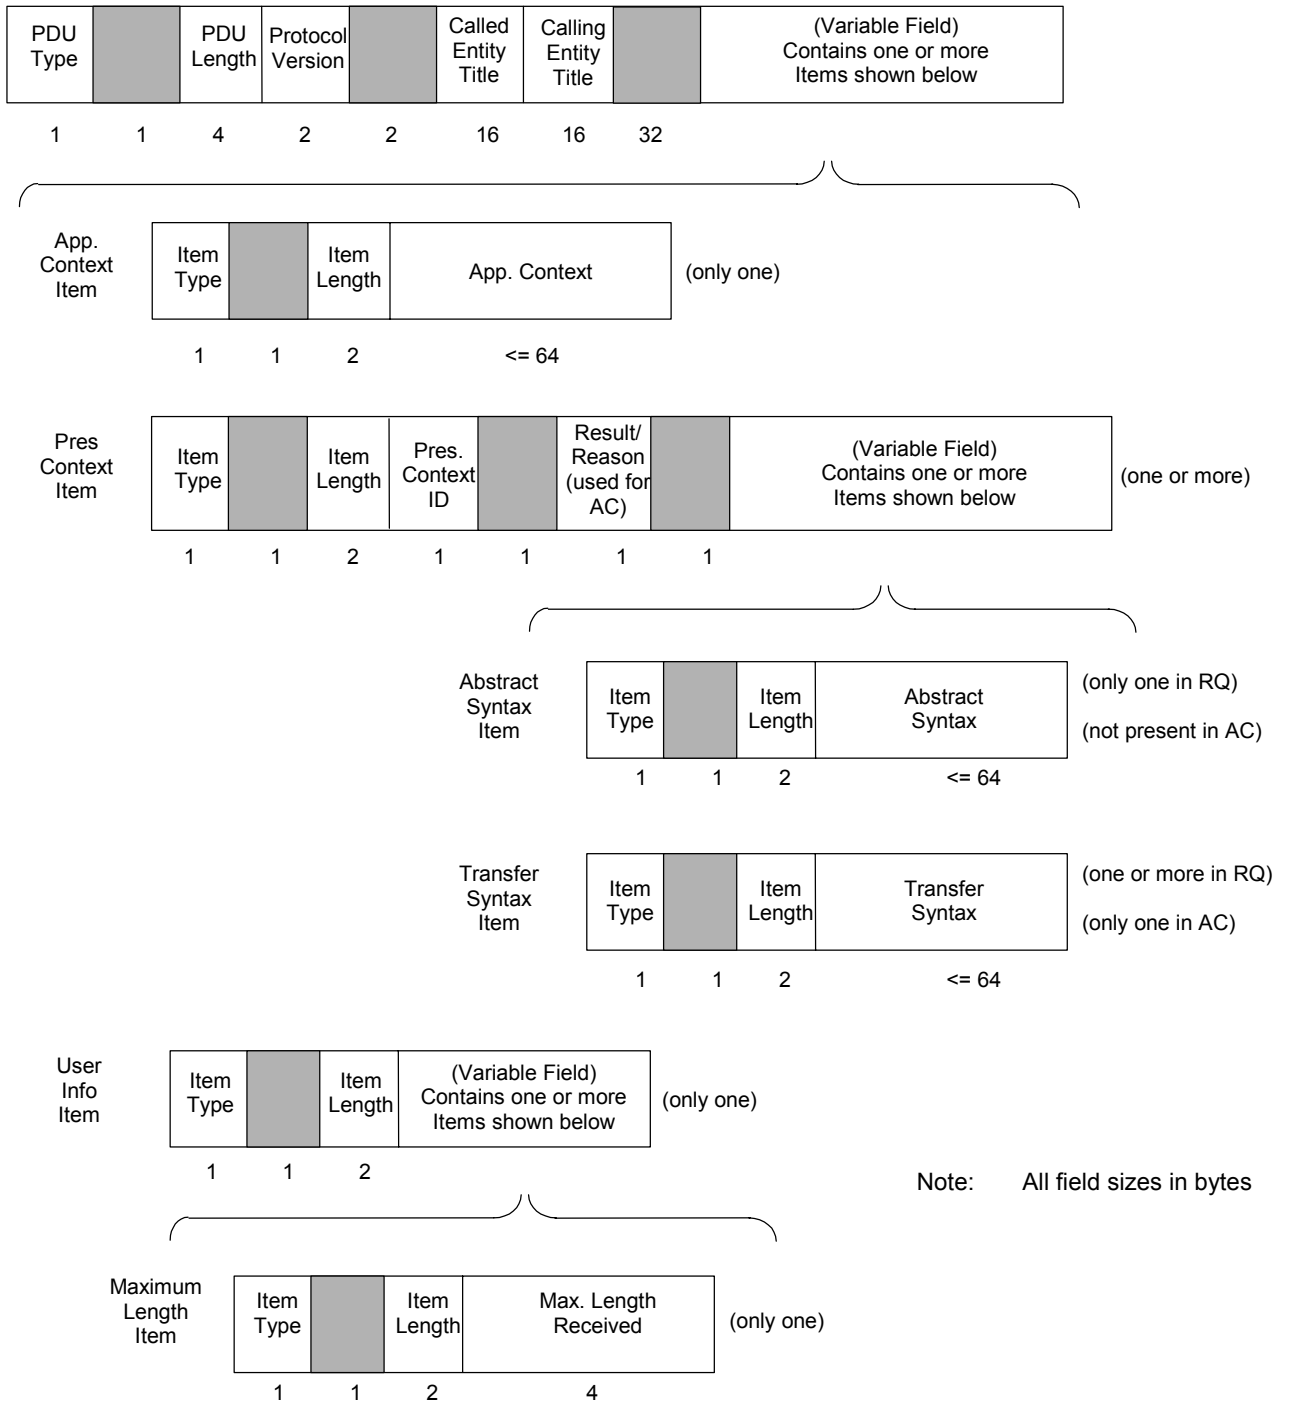 PDU
Type
PDU
Length
Protocol
Version
Called
Entity
Title
Calling
Entity
Title
(Variable Field)
Contains one or more
Items shown below
1 1 4 2 2 16 16 32
App.
Context
Item
Item
Type
Item
Length
App. Context
(only one)
1 1 2 <= 64
Pres
Context
Item
Item
Type
Item
Length
Pres.
Context
ID
Result/
Reason
(used for
AC)
(Variable Field)
Contains one or more
Items shown below
(one or more)
1 1 2 1 1 1 1
Abstract
Syntax
Item
Item
Type
Item
Length
Abstract
Syntax
(only one in RQ)
(not present in AC)
1 1 2 <= 64
Transfer
Syntax
Item
Item
Type
Item
Length
Transfer
Syntax
(one or more in RQ)
(only one in AC)
1 1 2 <= 64
User
Info
Item
Item
Type
Item
Length
(Variable Field)
Contains one or more
Items shown below
(only one)
1 1 2
Note: All field sizes in bytes
Maximum
Length
Item
Item
Type
Item
Length
Max. Length
Received
(only one)
1 1 2 4